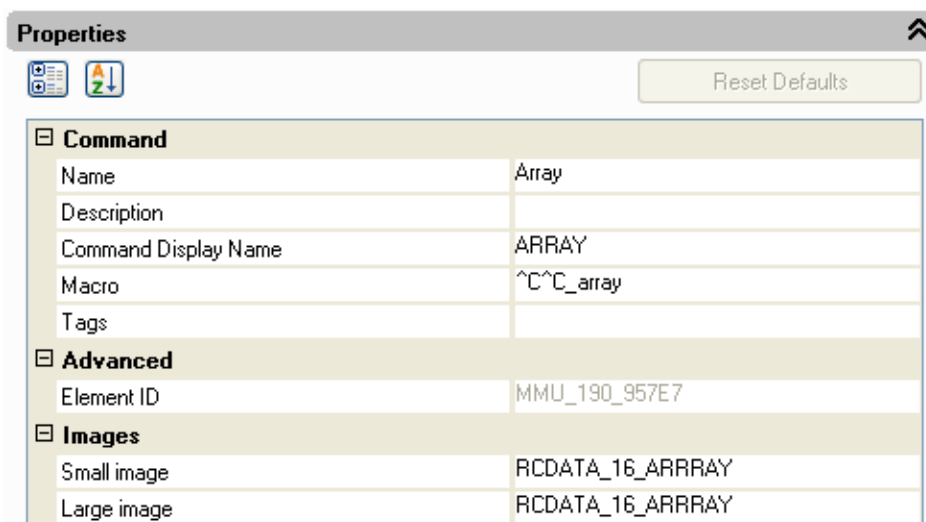 Properties
Reset Defaults
Command
Name Array
Description
Command Display Name ARRAY
Macro ^C^C_array
Tags
Advanced
Element ID MMU_190_957E7
Images
Small image RCDATA_16_ARRRAY
Large image RCDATA_16_ARRRAY